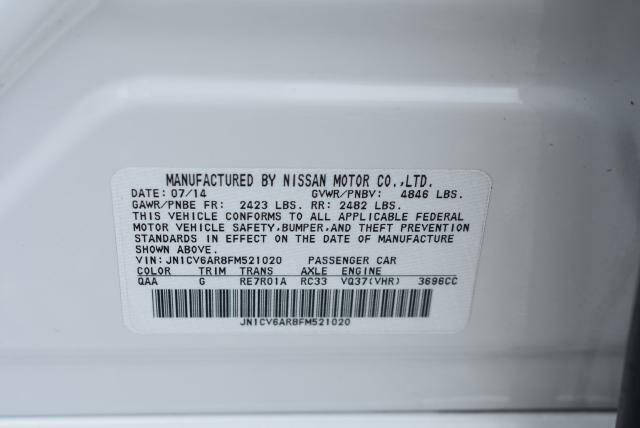 MANUFACTURED BY NISSAN MOTOR CO.,LTD.
DATE: 07/14 GVWR/PNBV: 4846 LBS.
GAWR/PNBE FR: 2423 LBS. RR: 2482 LBS.
THIS VEHICLE CONFORMS TO ALL APPLICABLE FEDERAL
MOTOR VEHICLE SAFETY,BUMPER,AND THEFT PREVENTION
STANDARDS IN EFFECT ON THE DATE OF MANUFACTURE
SHOWN ABOVE.
VIN: JN1CV6AR8FM521020 PASSENGER CAR
COLOR TRIM TRANS AXLE ENGINE
QAA G RE7R01A RC33 VQ37(VHR) 3696CC
JN1CV6AR8FM521020